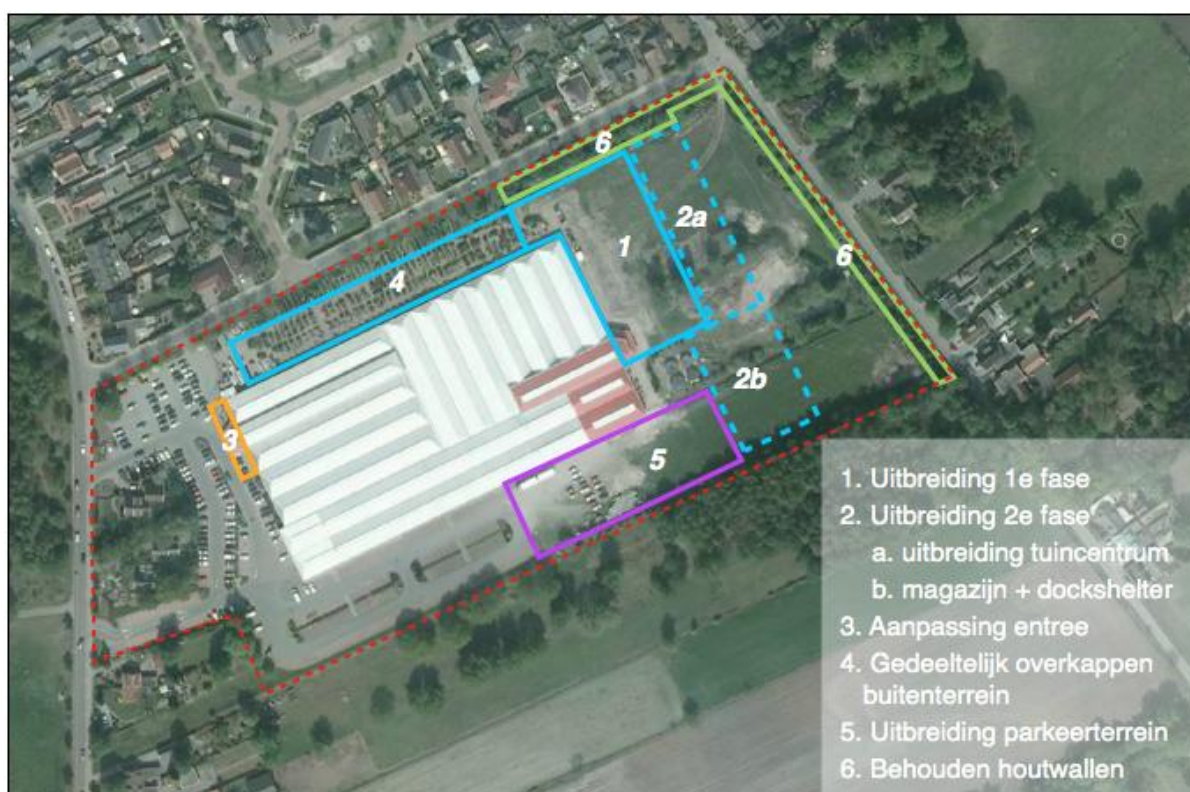 6
2a
1
6
4
2b
3
5
1. Uitbreiding 1e fase
2. Uitbreiding 2e fase
a. uitbreiding tuincentrum
b. magazijn + dockshelter
3. Aanpassing entree
4. Gedeeltelijk overkappen
buitenterrein
5. Uitbreiding parkeerterrein
6. Behouden houtwallen